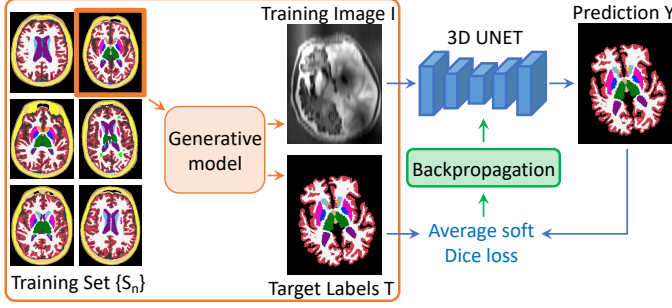 Training Image I
Prediction Y
3D UNET
Generative
model
Backpropagation
Average soft
Dice loss
Training Set {Sₙ}
Target Labels T